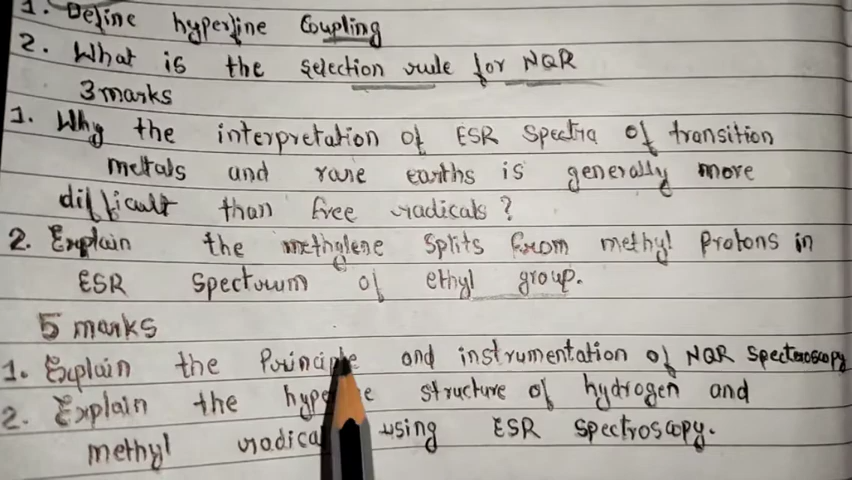 1. Define hyperfine Coupling
2. What is the selection rule for NQR
3 marks
1. Why the interpretation of ESR Spectra of transition
metals and rare earths is generally more
difficult than free radicals ?
2. Explain the methylene Splits from methyl Protons in
ESR Spectrum of ethyl group.
5 marks
1. Explain the Principle and instrumentation of NQR Spectroscopy
2. Explain the structure of hydrogen and
methyl using ESR Spectroscopy.